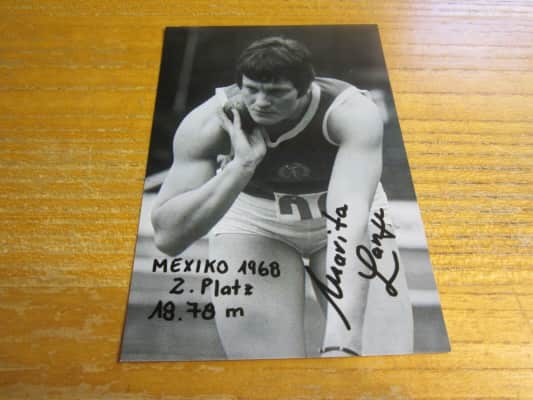 MEXIKO 1968
2. Platz
18.78 m
Marita
Lange